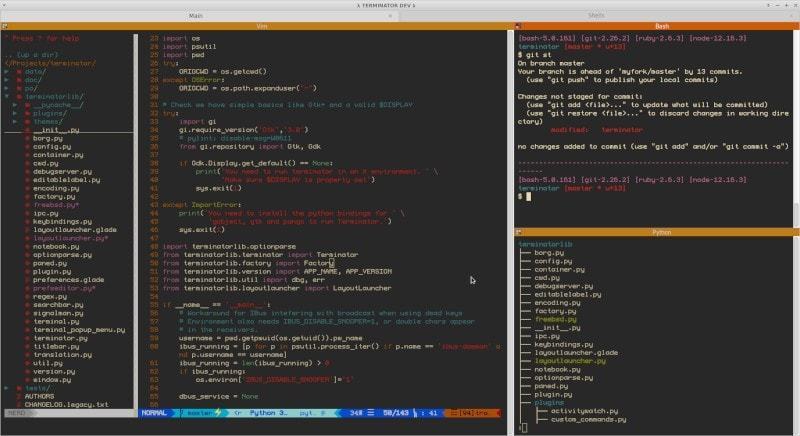 λ TERMINATOR DEV λ
Main
Shells
Vim
" Press ? for help
.. (up a dir)
</Projects/terminator/
data/
doc/
po/
terminatorlib/
__pycache__/
plugins/
themes/
__init__.py
borg.py
config.py
container.py
cwd.py
debugserver.py
editablelabel.py
encoding.py
factory.py
freebsd.py*
ipc.py
keybindings.py
layoutlauncher.glade
layoutlauncher.py*
notebook.py
optionparse.py
paned.py
plugin.py
preferences.glade
prefseditor.py*
regex.py
searchbar.py
signalman.py
terminal.py
terminal_popup_menu.py
terminator.py
titlebar.py
translation.py
util.py
version.py
window.py
tests/
AUTHORS
CHANGELOG.legacy.txt
NERD
23 import os
24 import psutil
25 import pwd
26 try:
27 ORIGCWD = os.getcwd()
28 except OSError:
29 ORIGCWD = os.path.expanduser("~")
30
31 # Check we have simple basics like Gtk+ and a valid $DISPLAY
32 try:
33 import gi
34 gi.require_version('Gtk','3.0')
35 # pylint: disable-msg=W0611
36 from gi.repository import Gtk, Gdk
37
38 if Gdk.Display.get_default() == None:
39 print('You need to run terminator in an X environment. ' \
40 'Make sure $DISPLAY is properly set')
41 sys.exit(1)
42
43 except ImportError:
44 print('You need to install the python bindings for ' \
45 'gobject, gtk and pango to run Terminator.')
46 sys.exit(1)
47
48 import terminatorlib.optionparse
49 from terminatorlib.terminator import Terminator
50 from terminatorlib.factory import Factory
51 from terminatorlib.version import APP_NAME, APP_VERSION
52 from terminatorlib.util import dbg, err
53 from terminatorlib.layoutlauncher import LayoutLauncher
54
55 if __name__ == '__main__':
56 # Workaround for IBus intefering with broadcast when using dead keys
57 # Environment also needs IBUS_DISABLE_SNOOPER=1, or double chars appear
58 # in the receivers.
59 username = pwd.getpwuid(os.getuid()).pw_name
60 ibus_running = [p for p in psutil.process_iter() if p.name == 'ibus-daemon' a
nd p.username == username]
61 ibus_running = len(ibus_running) > 0
62 if ibus_running:
63 os.environ['IBUS_DISABLE_SNOOPER']='1'
64
65 dbus_service = None
NORMAL master⚡ <r. Python 3… pyt… 34% ☰ 50/143 : 41 ☰ [94]tra…
Bash
[bash-5.0.161] [git-2.26.2] [ruby-2.6.3] [node-12.16.3]
terminator [master * u+13]
$ git st
On branch master
Your branch is ahead of 'myfork/master' by 13 commits.
(use "git push" to publish your local commits)
Changes not staged for commit:
(use "git add <file>..." to update what will be committed)
(use "git restore <file>..." to discard changes in working dire
ctory)
modified: terminator
no changes added to commit (use "git add" and/or "git commit -a")
[bash-5.0.161] [git-2.26.2] [ruby-2.6.3] [node-12.16.3]
terminator [master * u+13]
$
Python
terminatorlib
├── borg.py
├── config.py
├── container.py
├── cwd.py
├── debugserver.py
├── editablelabel.py
├── encoding.py
├── factory.py
├── freebsd.py
├── __init__.py
├── ipc.py
├── keybindings.py
├── layoutlauncher.glade
├── layoutlauncher.py
├── notebook.py
├── optionparse.py
├── paned.py
├── plugin.py
├── plugins
│ ├── activitywatch.py
│ ├── custom_commands.py
: